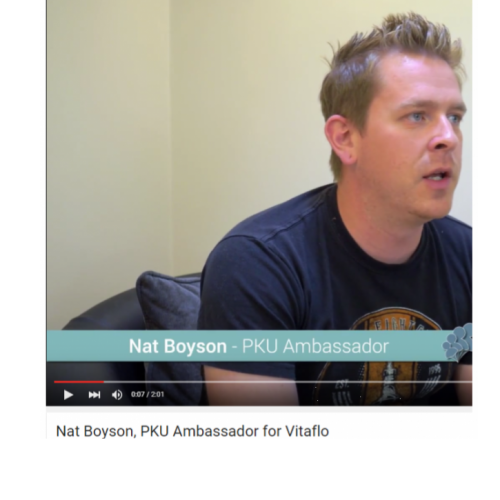 Nat Boyson - PKU Ambassador
0:07 / 2:01
Nat Boyson, PKU Ambassador for Vitaflo